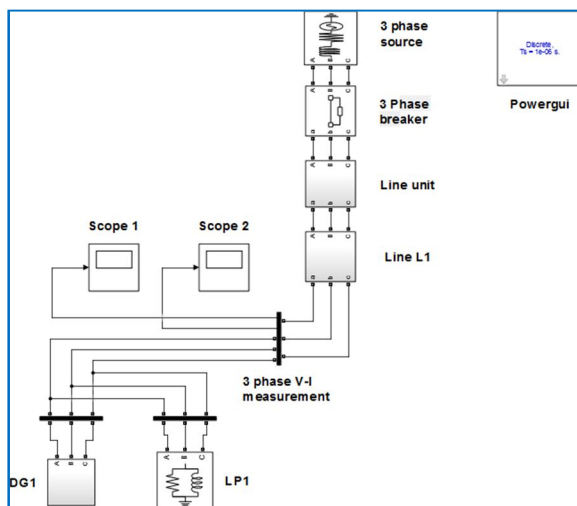 3 phase
source
A B C
Discrete,
Ts = 1e-06 s.
Powergui
A B C
3 Phase
breaker
a b c
A B C
Line unit
a b c
A B C
Line L1
a b c
Scope 1
Scope 2
3 phase V-I
measurement
A B C
DG1
A B C
LP1